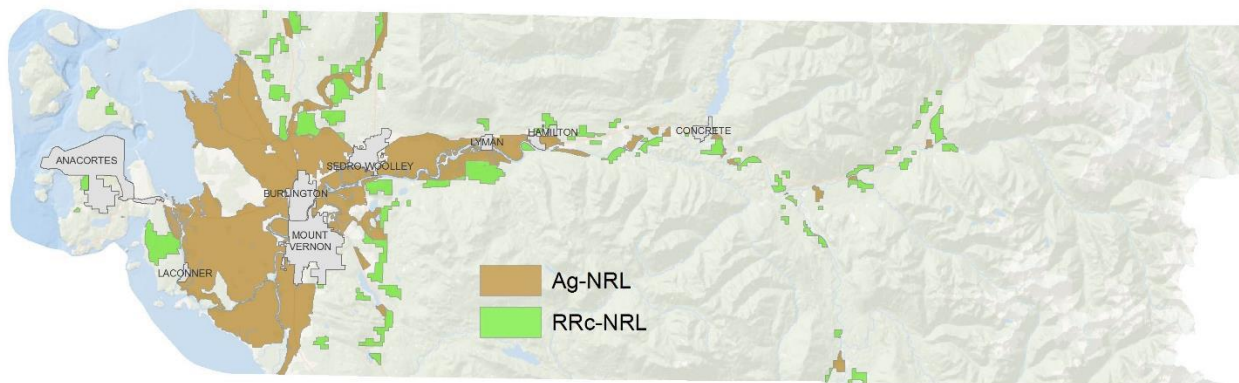 ANACORTES
SEDRO-WOOLLEY
LYMAN
HAMILTON
CONCRETE
BURLINGTON
MOUNT
VERNON
LACONNER
Ag-NRL
RRc-NRL